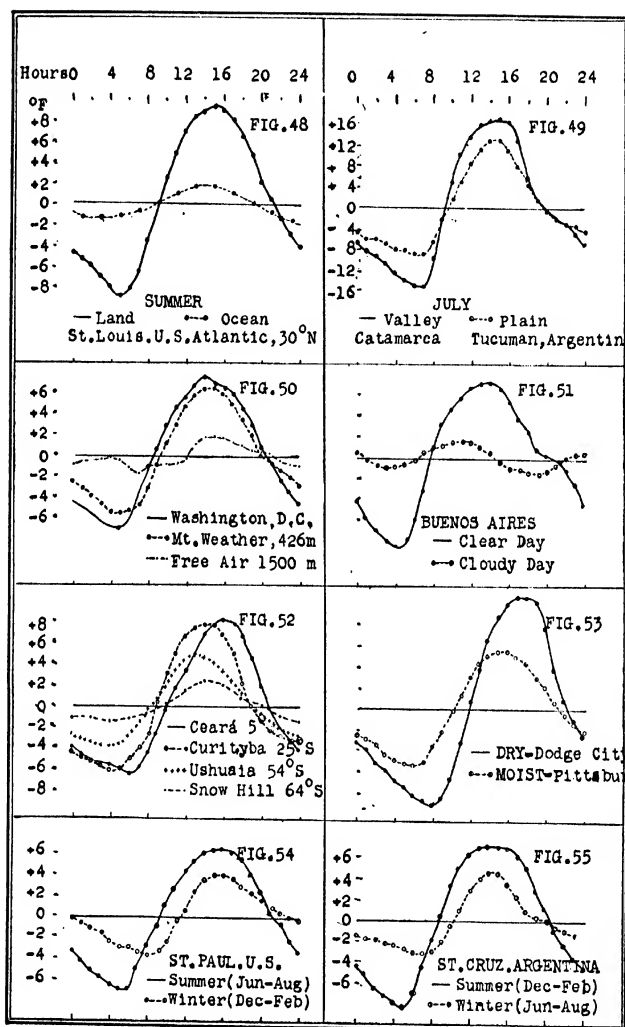 Hours 0 4 8 12 16 20 24
0 4 8 12 16 20 24
°F
+8
+6
+4
+2
0
-2
-4
-6
-8
FIG.48
SUMMER
Land Ocean
St.Louis.U.S.Atlantic,30°N
+16
+12
+8
+4
0
-4
-8
-12
-16
FIG.49
JULY
Valley Plain
Catamarca Tucuman,Argentin
+6
+4
+2
0
-2
-4
-6
FIG.50
Washington,D.C.
Mt.Weather,426m
Free Air 1500 m
FIG.51
BUENOS AIRES
Clear Day
Cloudy Day
+8
+6
+4
+2
0
-2
-4
-6
-8
FIG.52
Ceará 5
Curityba 25°S
Ushuaia 54°S
Snow Hill 64°S
FIG.53
DRY-Dodge City
MOIST-Pittsbur
+6
+4
+2
0
-2
-4
-6
FIG.54
ST.PAUL.U.S.
Summer(Jun-Aug)
Winter(Dec-Feb)
+6
+4
+2
0
-2
-4
-6
FIG.55
ST.CRUZ.ARGENTINA
Summer(Dec-Feb)
Winter(Jun-Aug)